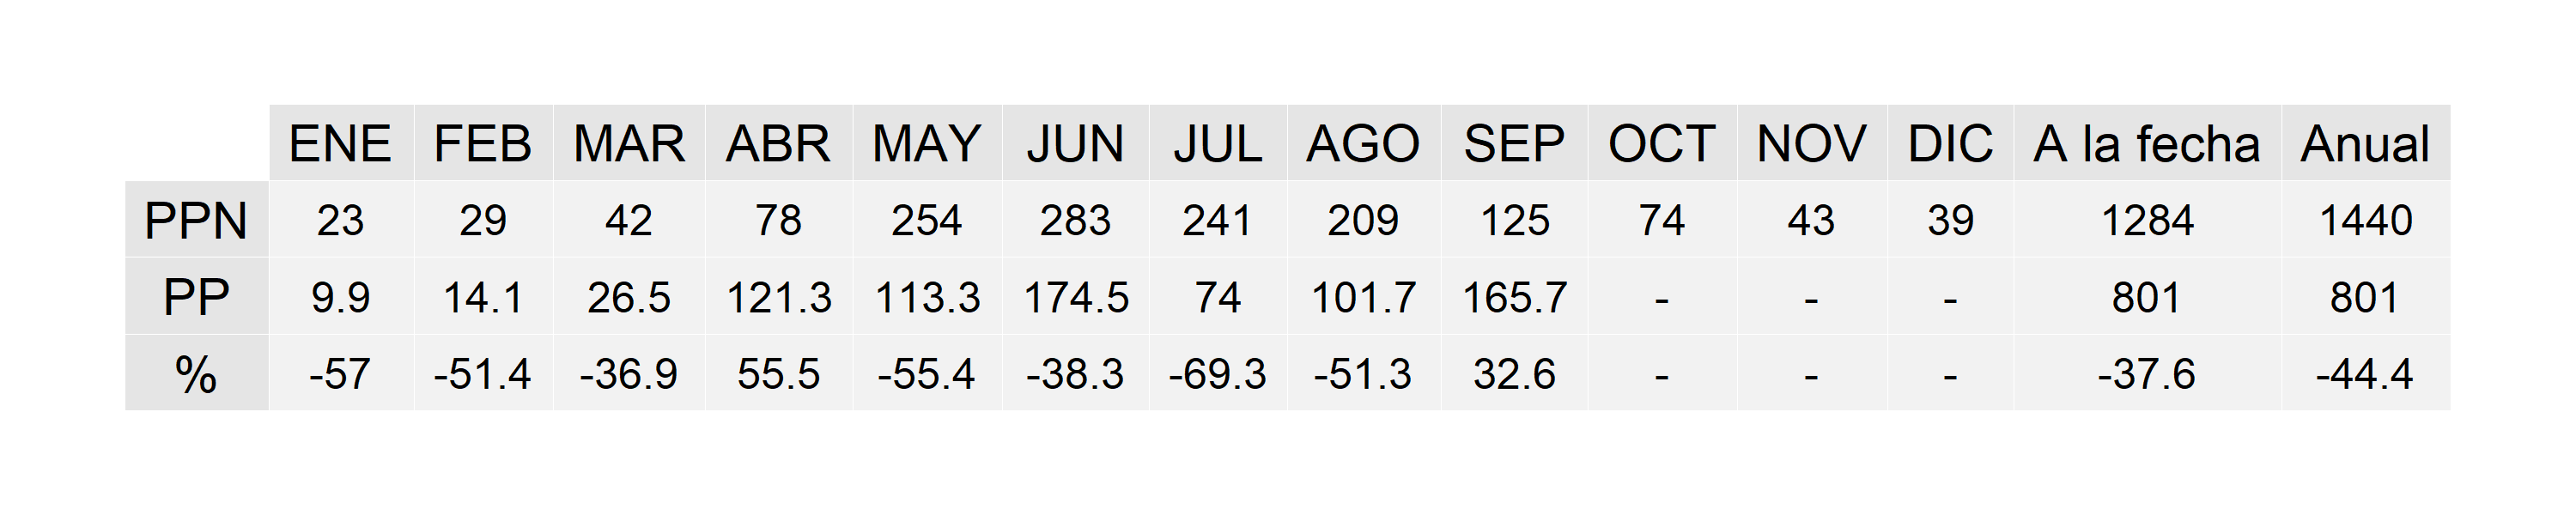 ENE FEB MAR ABR MAY JUN JUL AGO SEP OCT NOV DIC A la fecha Anual
PPN 23 29 42 78 254 283 241 209 125 74 43 39 1284 1440
PP 9.9 14.1 26.5 121.3 113.3 174.5 74 101.7 165.7 - - - 801 801
% -57 -51.4 -36.9 55.5 -55.4 -38.3 -69.3 -51.3 32.6 - - - -37.6 -44.4